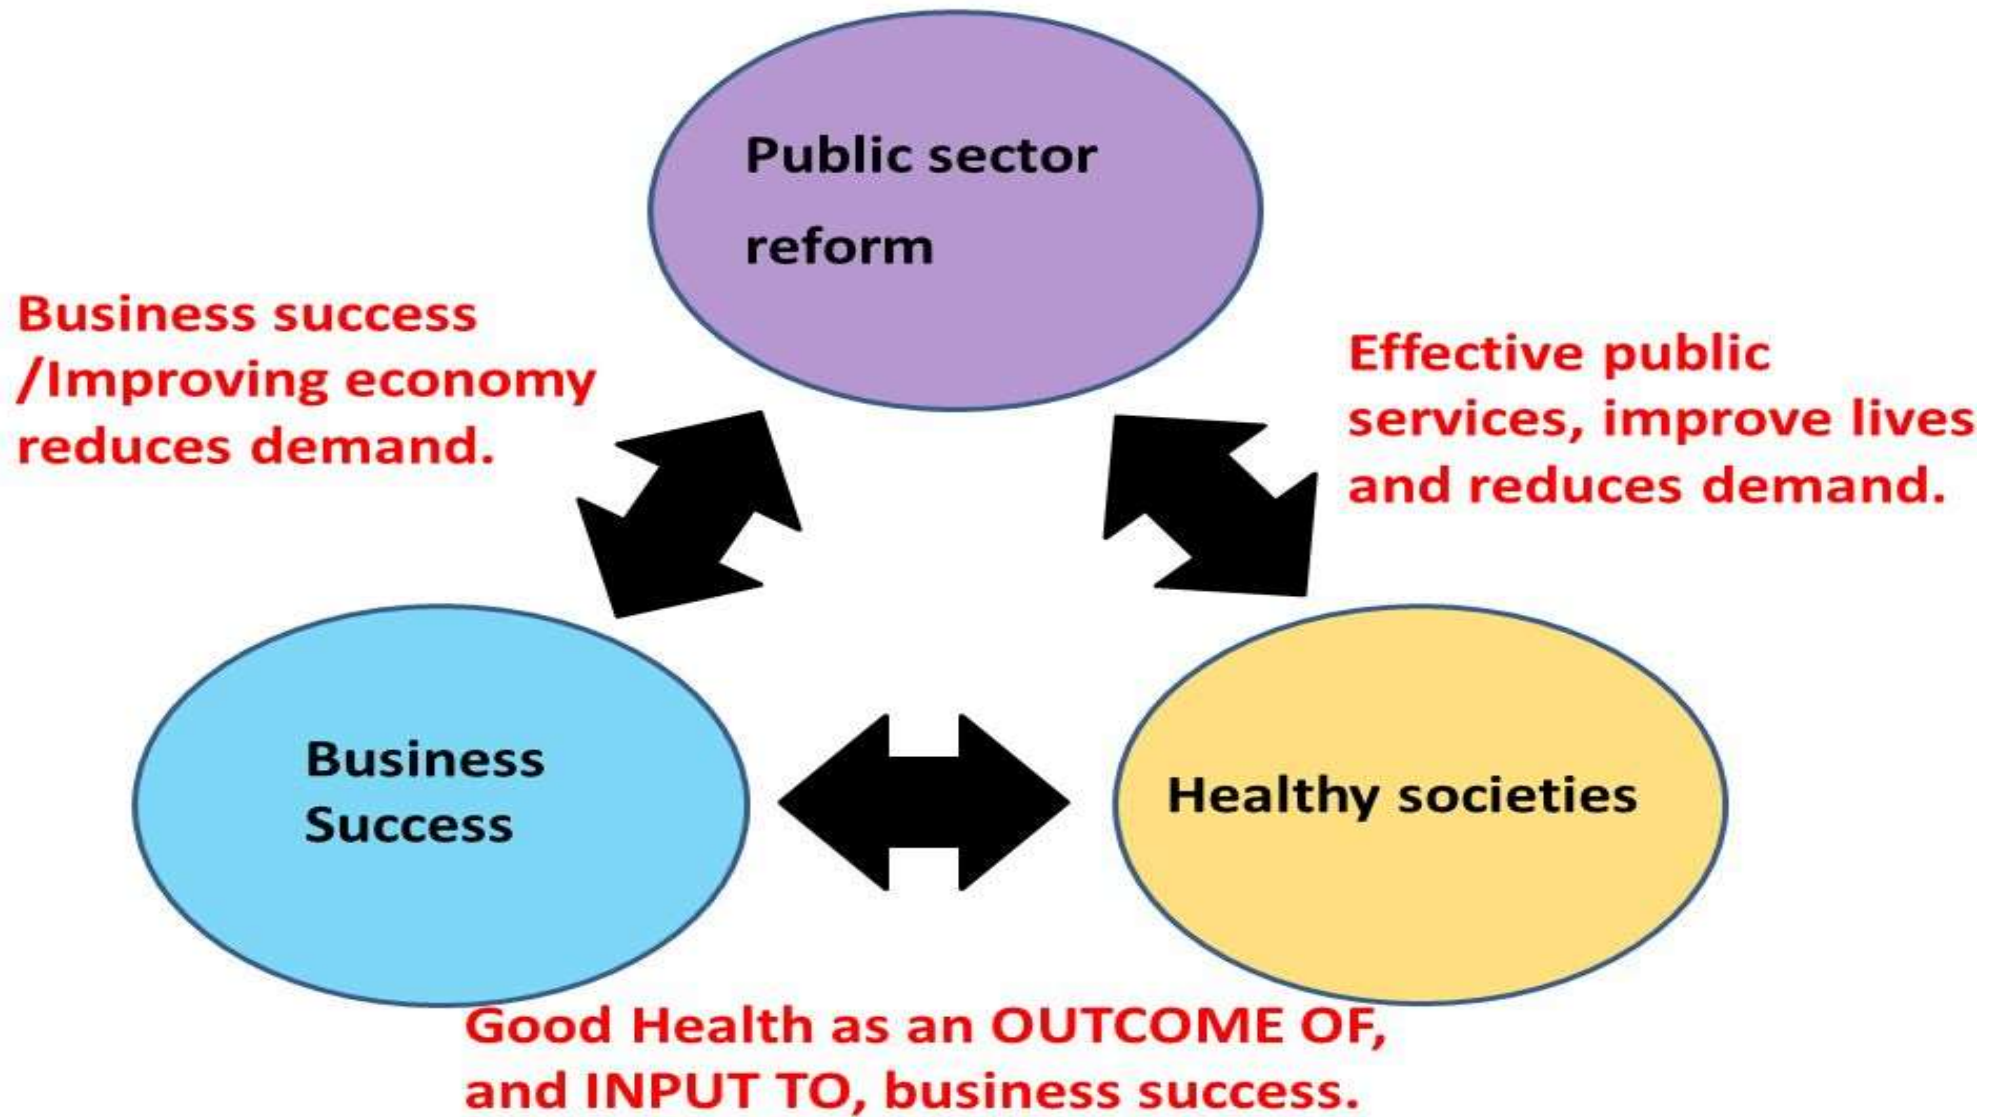 Public sector
reform
Business success
/Improving economy
reduces demand.
Effective public
services, improve lives
and reduces demand.
Business
Success
Healthy societies
Good Health as an OUTCOME OF,
and INPUT TO, business success.